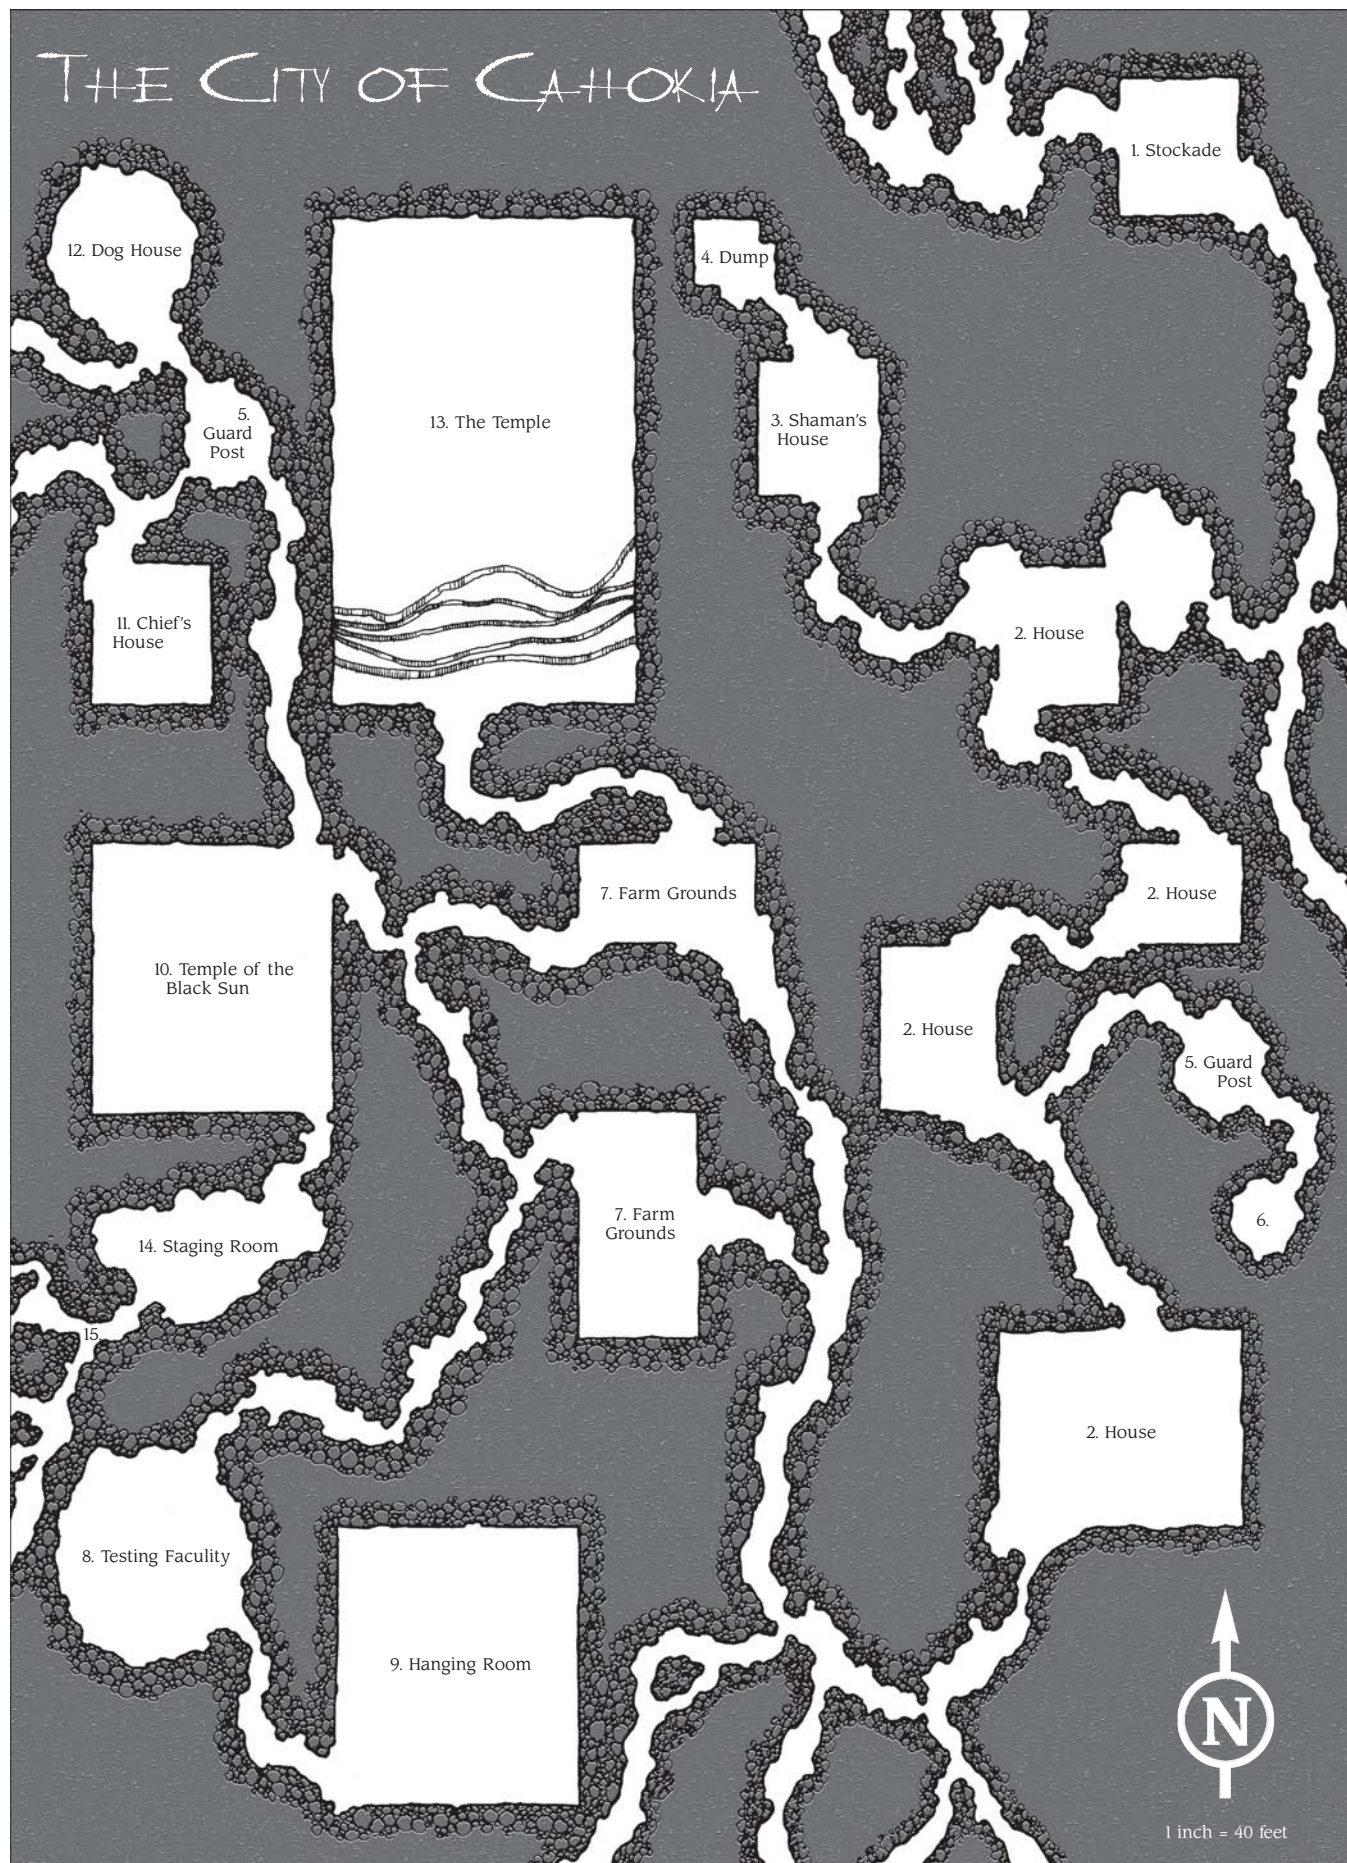 THE CITY OF CAHOKIA
1. Stockade
12. Dog House
4. Dump
5.
Guard
Post
13. The Temple
3. Shaman's
House
11. Chief's
House
2. House
7. Farm Grounds
2. House
10. Temple of the
Black Sun
2. House
5. Guard
Post
7. Farm
Grounds
6.
14. Staging Room
15.
2. House
8. Testing Faculity
9. Hanging Room
N
1 inch = 40 feet